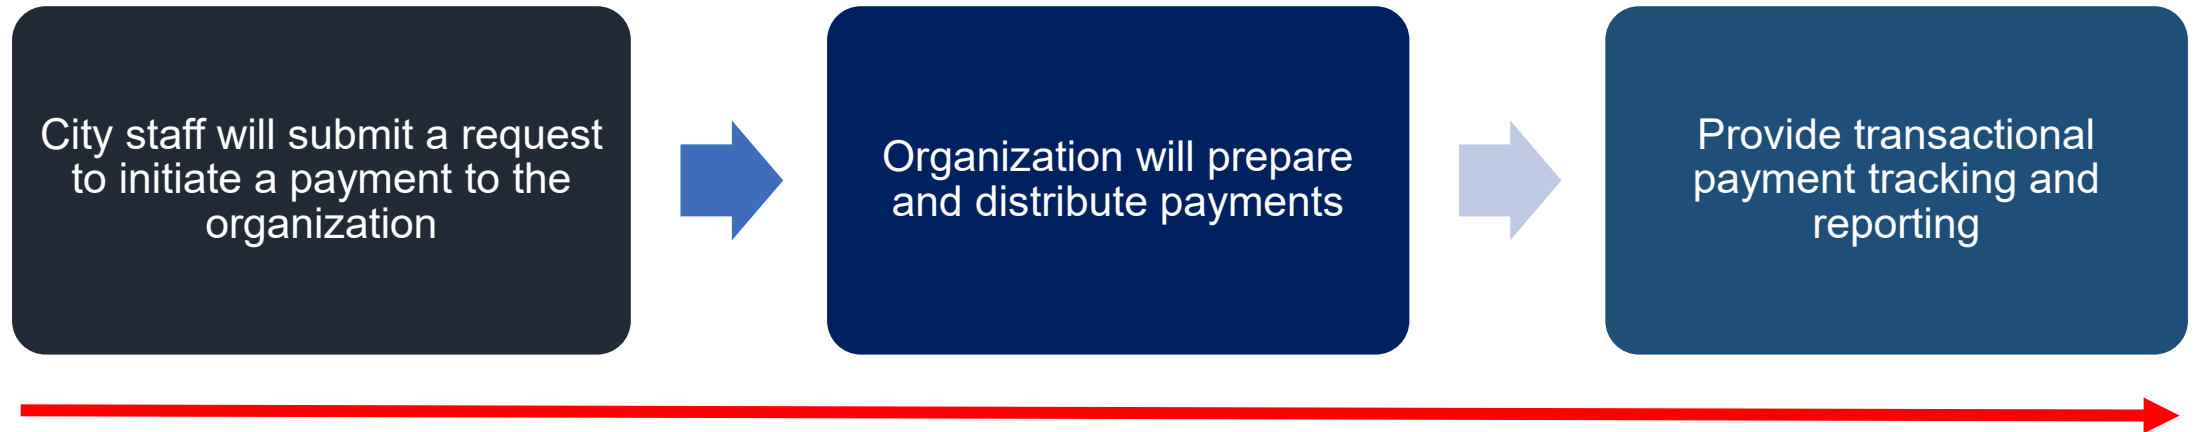 City staff will submit a request
to initiate a payment to the
organization
Organization will prepare
and distribute payments
Provide transactional
payment tracking and
reporting